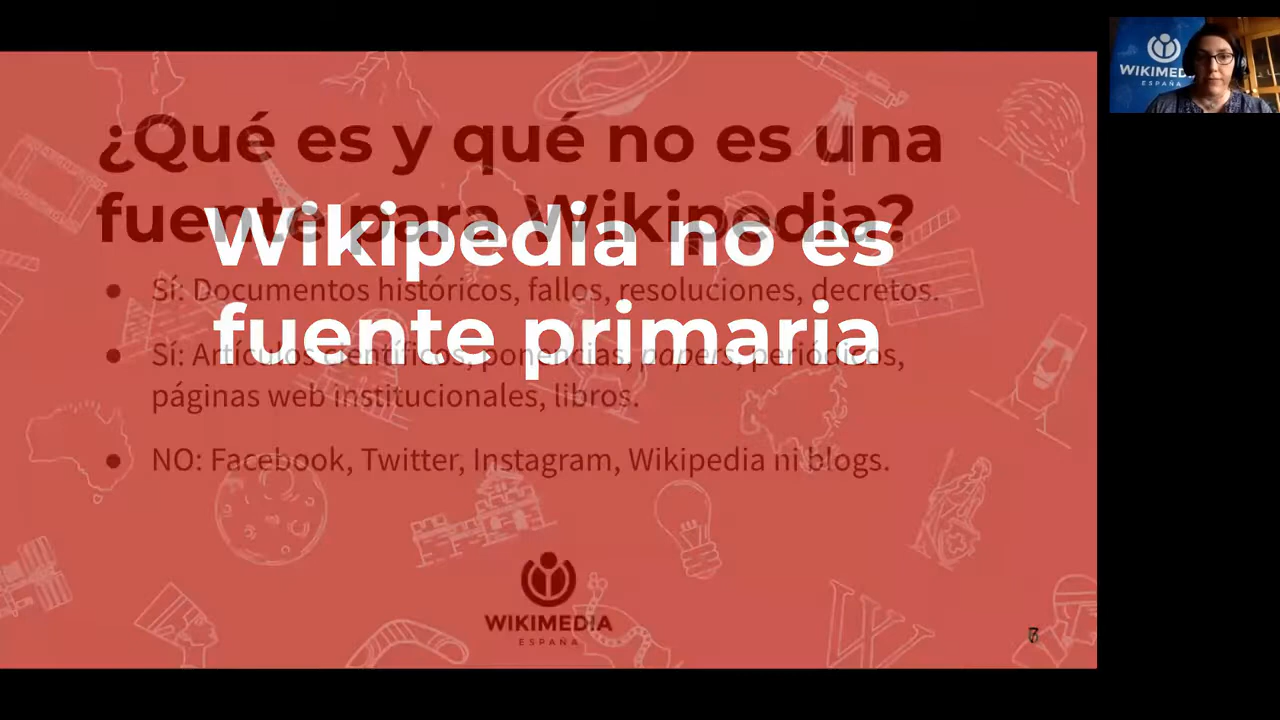 ¿Qué es y qué no es una
fuente para Wikipedia?
Wikipedia no es
fuente primaria
● Sí: Documentos históricos, fallos, resoluciones, decretos.
● Sí: Artículos científicos, ponencias, papers, periódicos,
páginas web institucionales, libros.
● NO: Facebook, Twitter, Instagram, Wikipedia ni blogs.
WIKIMEDIA
ESPAÑA
WIKIMEDIA
ESPAÑA